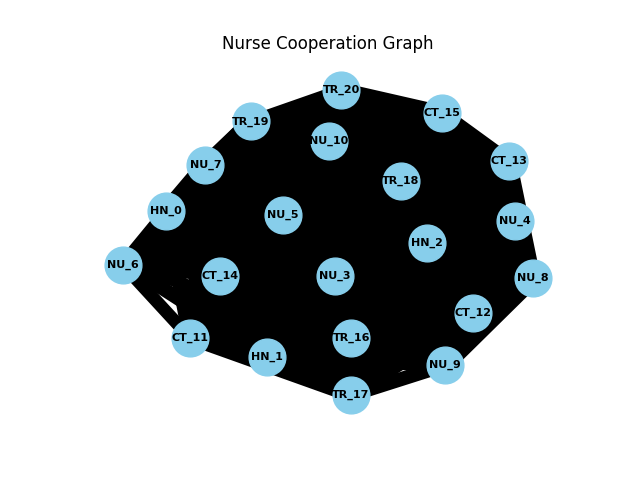 Nurse Cooperation Graph
TR_20
CT_15
TR_19
NU_10
CT_13
NU_7
TR_18
HN_0
NU_5
NU_4
HN_2
NU_6
CT_14
NU_3
NU_8
CT_12
CT_11
TR_16
HN_1
NU_9
TR_17